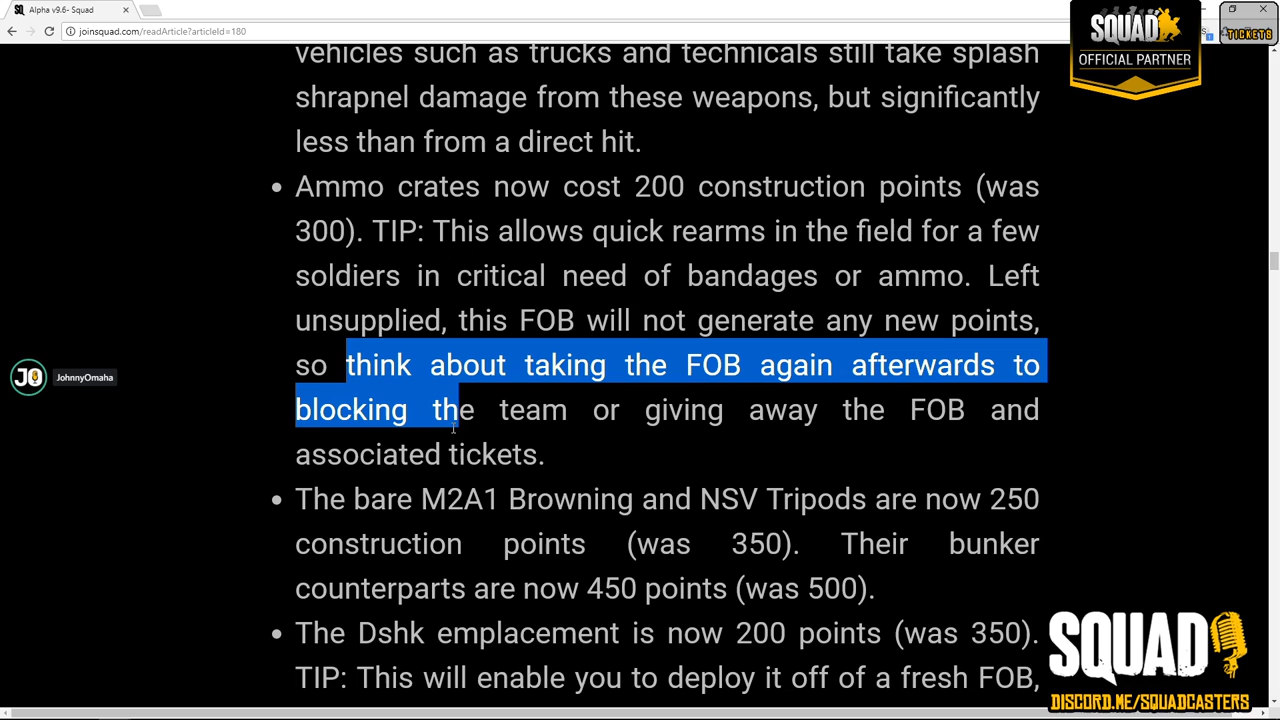 Alpha v9.6- Squad
joinsquad.com/readArticle?articleId=180
SQUAD
OFFICIAL PARTNER
TICKETS
vehicles such as trucks and technicals still take splash
shrapnel damage from these weapons, but significantly
less than from a direct hit.
• Ammo crates now cost 200 construction points (was
300). TIP: This allows quick rearms in the field for a few
soldiers in critical need of bandages or ammo. Left
unsupplied, this FOB will not generate any new points,
so think about taking the FOB again afterwards to
blocking the team or giving away the FOB and
associated tickets.
JO JohnnyOmaha
• The bare M2A1 Browning and NSV Tripods are now 250
construction points (was 350). Their bunker
counterparts are now 450 points (was 500).
• The Dshk emplacement is now 200 points (was 350).
TIP: This will enable you to deploy it off of a fresh FOB,
SQUAD
DISCORD.ME/SQUADCASTERS